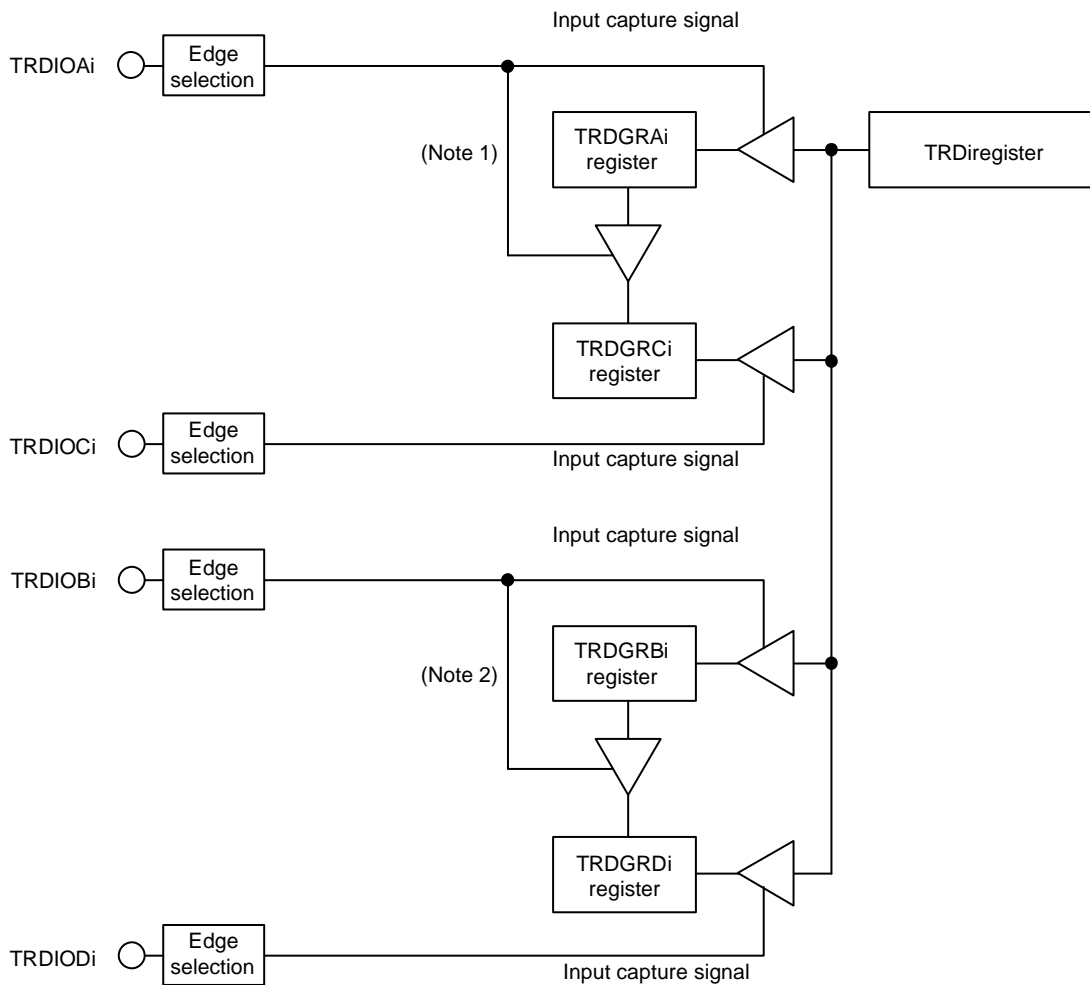 Input capture signal
TRDIOAi
Edge
selection
(Note 1)
TRDGRAi
register
TRDiregister
TRDGRCi
register
TRDIOCi
Edge
selection
Input capture signal
Input capture signal
TRDIOBi
Edge
selection
(Note 2)
TRDGRBi
register
TRDGRDi
register
TRDIODi
Edge
selection
Input capture signal